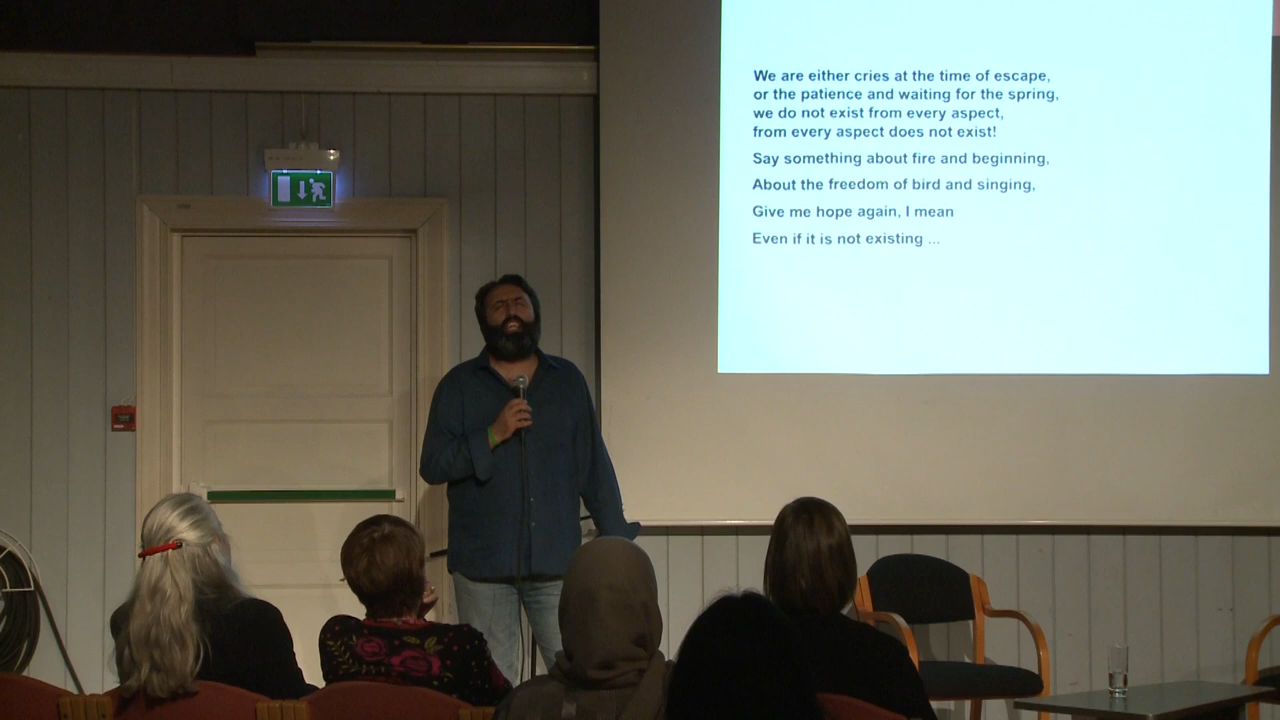 We are either cries at the time of escape,
or the patience and waiting for the spring,
we do not exist from every aspect,
from every aspect does not exist!
Say something about fire and beginning,
About the freedom of bird and singing,
Give me hope again, I mean
Even if it is not existing ...